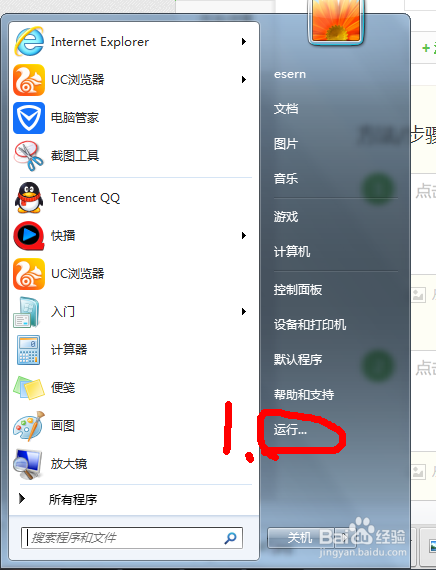 Internet Explorer
UC浏览器
电脑管家
截图工具
Tencent QQ
快播
UC浏览器
入门
计算器
便笺
画图
放大镜
所有程序
搜索程序和文件
esern
文档
图片
音乐
游戏
计算机
控制面板
设备和打印机
默认程序
帮助和支持
1.
运行...
关机
Baidu经验
jingyan.baidu.com
步骤
点击